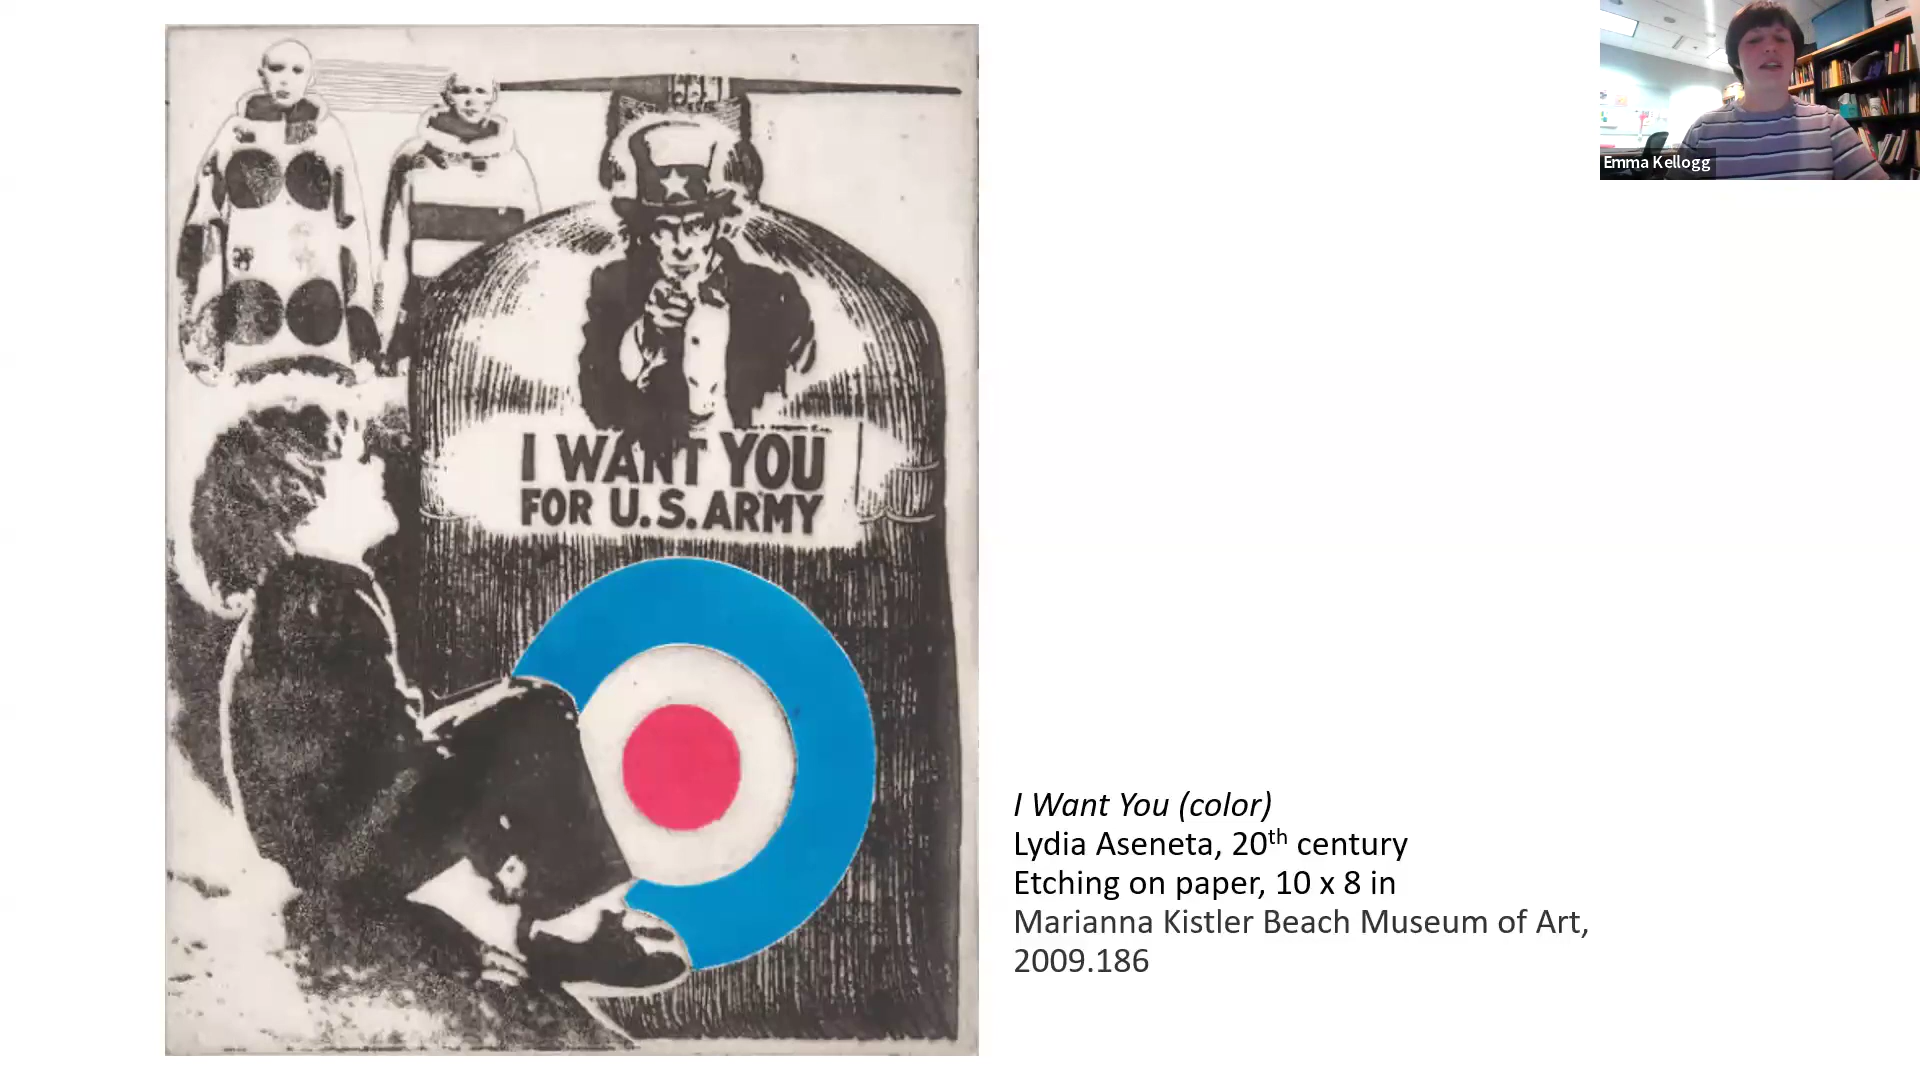 Emma Kellogg
I WANT YOU
FOR U.S. ARMY
I Want You (color)
Lydia Aseneta, 20th century
Etching on paper, 10 x 8 in
Marianna Kistler Beach Museum of Art,
2009.186